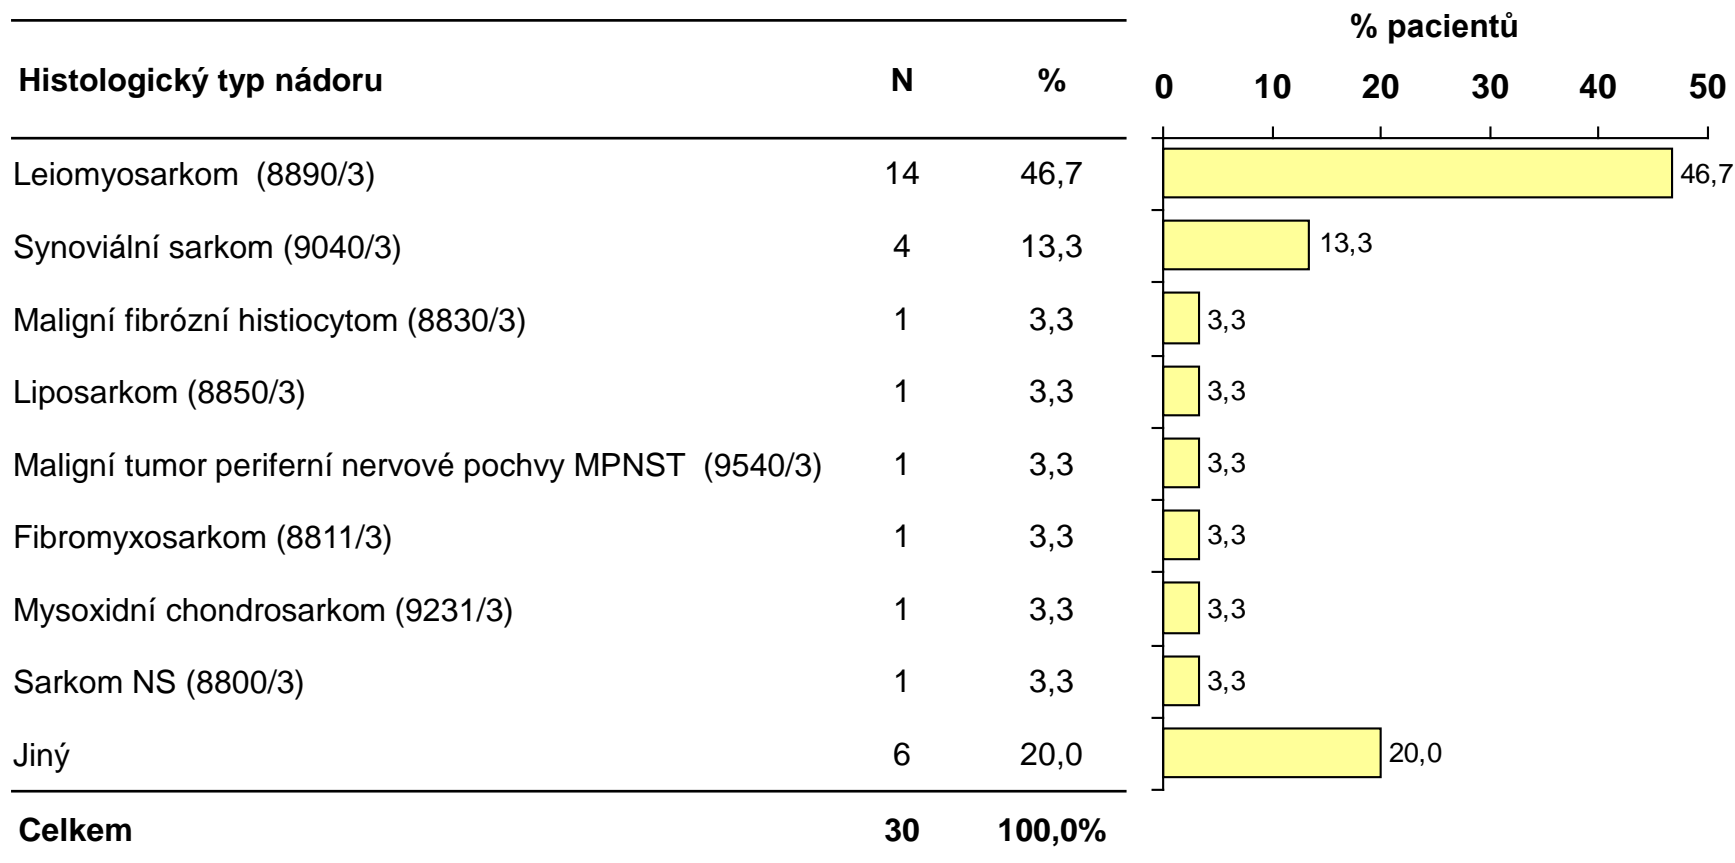 % pacientů
Histologický typ nádoru N % 0 10 20 30 40 50
Leiomyosarkom (8890/3) 14 46,7 46,7
Synoviální sarkom (9040/3) 4 13,3 13,3
Maligní fibrózní histiocytom (8830/3) 1 3,3 3,3
Liposarkom (8850/3) 1 3,3 3,3
Maligní tumor periferní nervové pochvy MPNST (9540/3) 1 3,3 3,3
Fibromyxosarkom (8811/3) 1 3,3 3,3
Mysoxidní chondrosarkom (9231/3) 1 3,3 3,3
Sarkom NS (8800/3) 1 3,3 3,3
Jiný 6 20,0 20,0
Celkem 30 100,0%